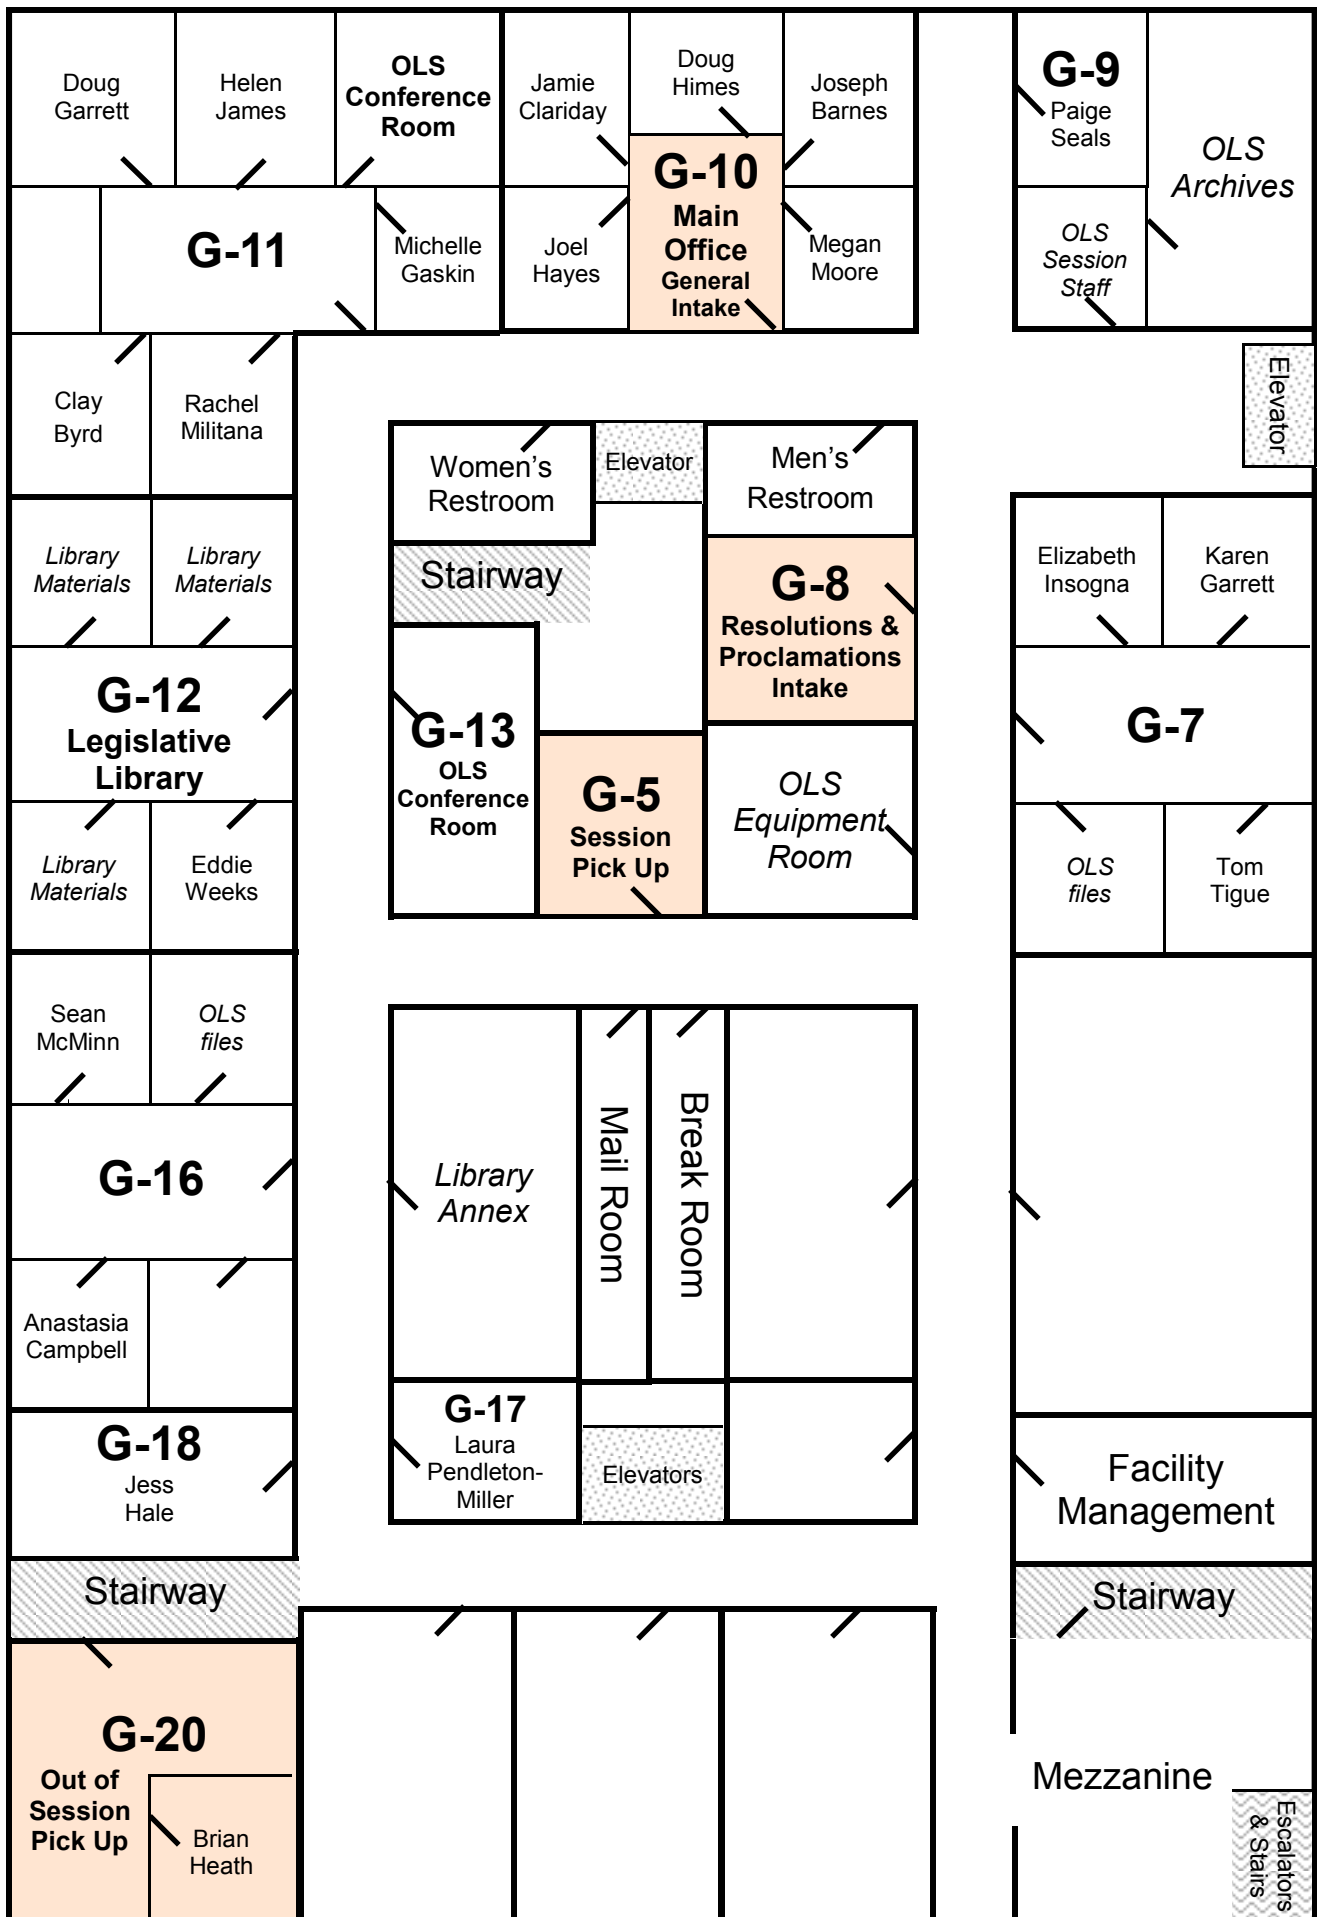 Doug
Garrett
Helen
James
OLS
Conference
Room
Jamie
Clariday
Doug
Himes
Joseph
Barnes
G-9
Paige
Seals
OLS
Archives
G-11
Michelle
Gaskin
Joel
Hayes
G-10
Main
Office
General
Intake
Megan
Moore
OLS
Session
Staff
Elevator
Clay
Byrd
Rachel
Militana
Women's
Restroom
Elevator
Men's
Restroom
Stairway
Library
Materials
Library
Materials
G-8
Resolutions &
Proclamations
Intake
Elizabeth
Insogna
Karen
Garrett
G-12
Legislative
Library
G-13
OLS
Conference
Room
G-5
Session
Pick Up
OLS
Equipment
Room
G-7
Library
Materials
Eddie
Weeks
OLS
files
Tom
Tigue
Sean
McMinn
OLS
files
G-16
Library
Annex
Mail Room
Break Room
Anastasia
Campbell
G-18
Jess
Hale
G-17
Laura
Pendleton-
Miller
Elevators
Facility
Management
Stairway
Stairway
G-20
Out of
Session
Pick Up
Brian
Heath
Mezzanine
Escalators
& Stairs